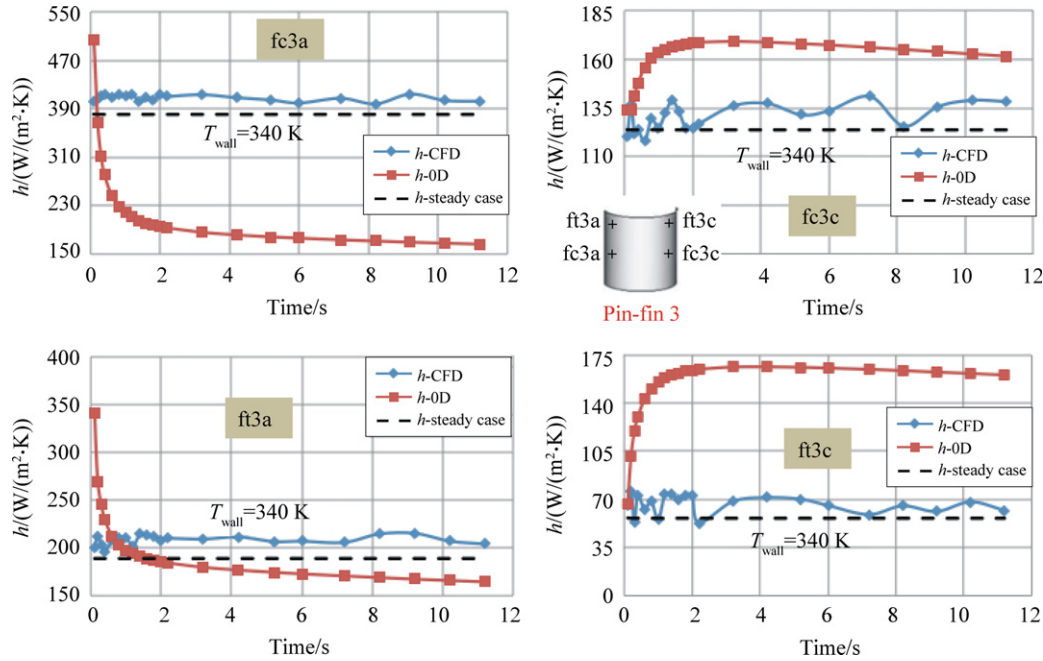 550
470
390
310
230
150
h/(W/(m²·K))
fc3a
T_wall=340 K
h-CFD
h-0D
h-steady case
0 2 4 6 8 10 12
Time/s
185
160
135
110
h/(W/(m²·K))
T_wall=340 K
h-CFD
h-0D
h-steady case
fc3c
ft3a ft3c
fc3a fc3c
Pin-fin 3
4 6 8 10 12
Time/s
400
350
300
250
200
150
h/(W/(m²·K))
h-CFD
h-0D
h-steady case
ft3a
T_wall=340 K
0 2 4 6 8 10 12
Time/s
175
140
105
70
35
0
h/(W/(m²·K))
h-CFD
h-0D
h-steady case
ft3c
T_wall=340 K
0 2 4 6 8 10 12
Time/s